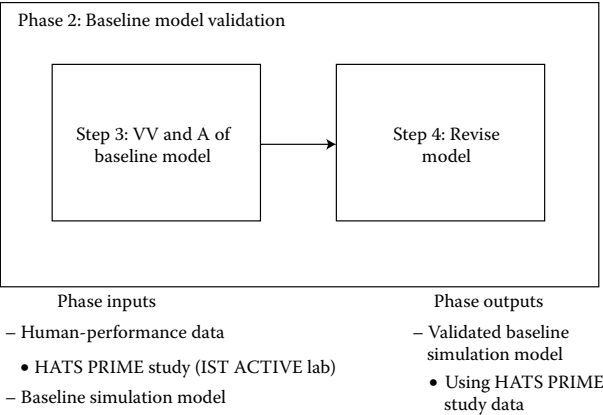 Phase 2: Baseline model validation
Step 3: VV and A of
baseline model
Step 4: Revise
model
Phase inputs
– Human-performance data
• HATS PRIME study (IST ACTIVE lab)
– Baseline simulation model
Phase outputs
– Validated baseline
simulation model
• Using HATS PRIME
study data